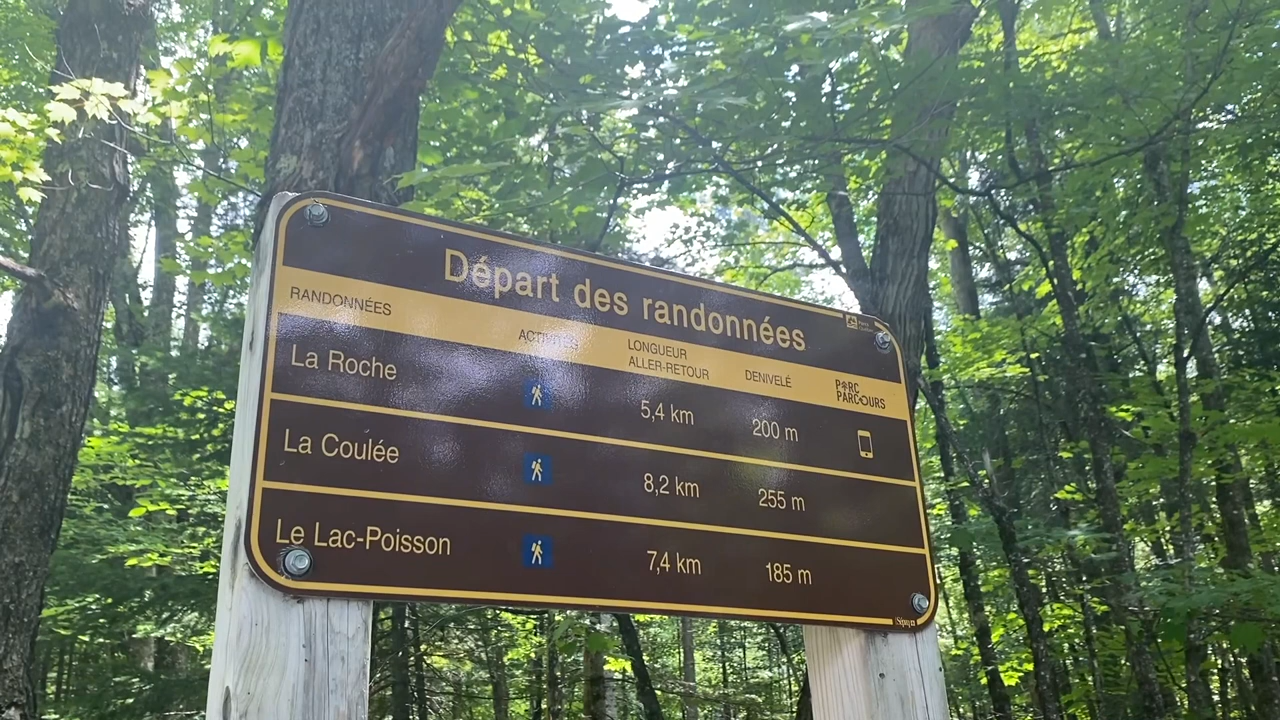 Départ des randonnées
RANDONNÉES ACTIVITÉS LONGUEUR ALLER-RETOUR DENIVELÉ PARC PARCOURS
La Roche 5,4 km 200 m
La Coulée 8,2 km 255 m
Le Lac-Poisson 7,4 km 185 m
Sépaq